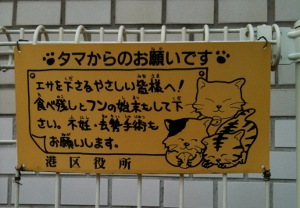 タマからのお願いです
エサを下さるやさしい皆様へ!
食べ残しとフンの始末もして下
さい。不妊・去勢手術も
お願いします。
港区役所